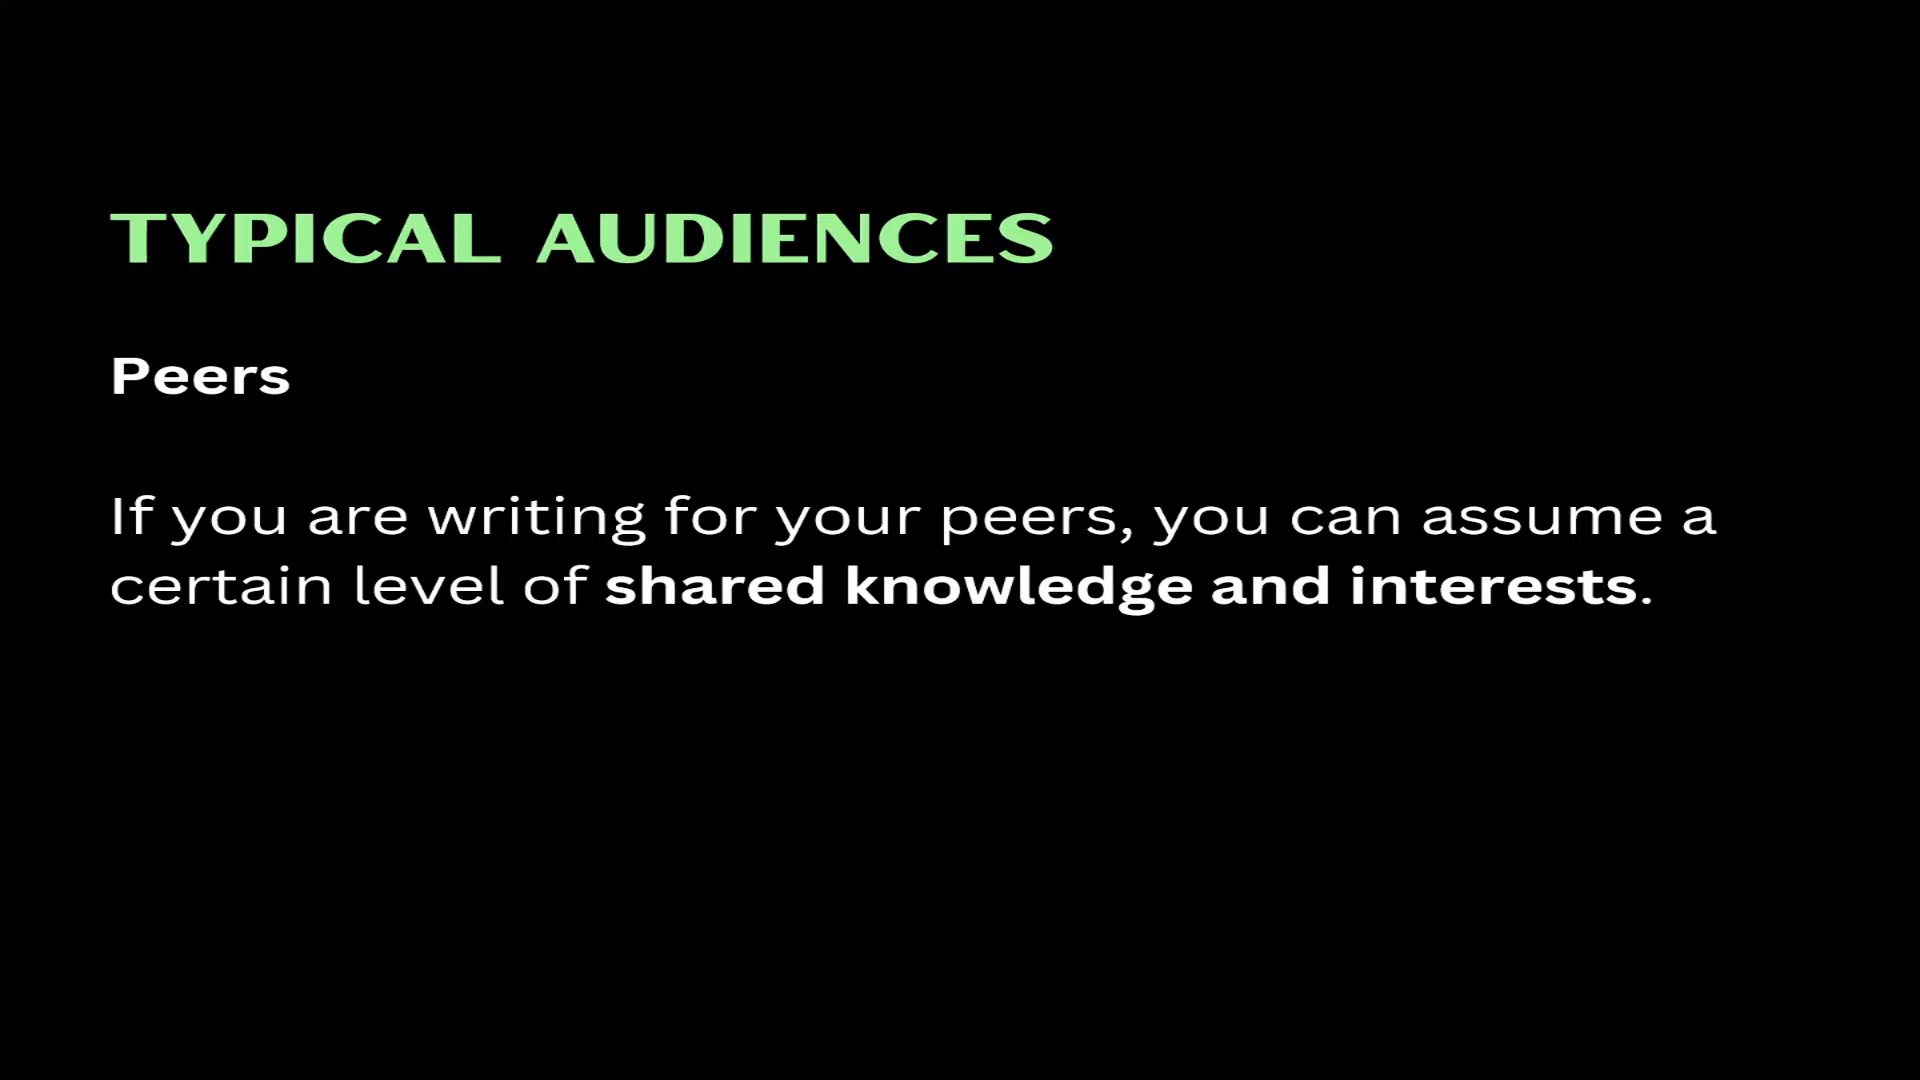 TYPICAL AUDIENCES
Peers
If you are writing for your peers, you can assume a
certain level of shared knowledge and interests.